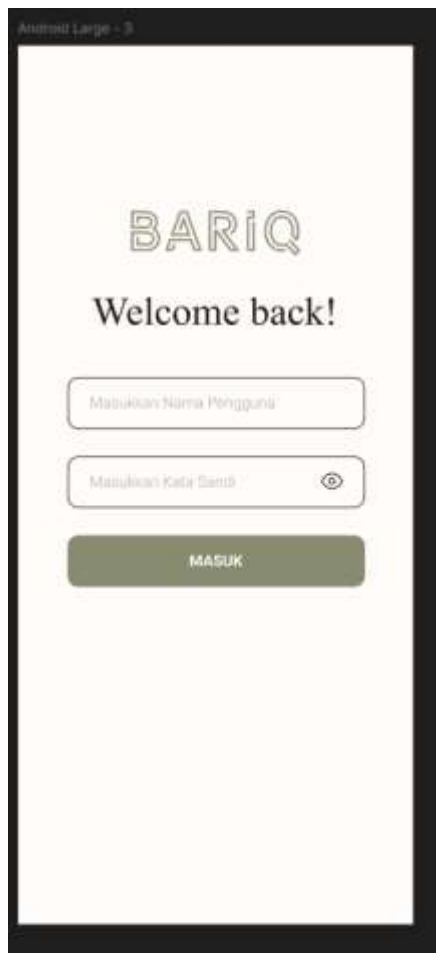 Android Large - 3
BARiQ
Welcome back!
Masukkan Nama Pengguna
Masukkan Kata Sandi
MASUK